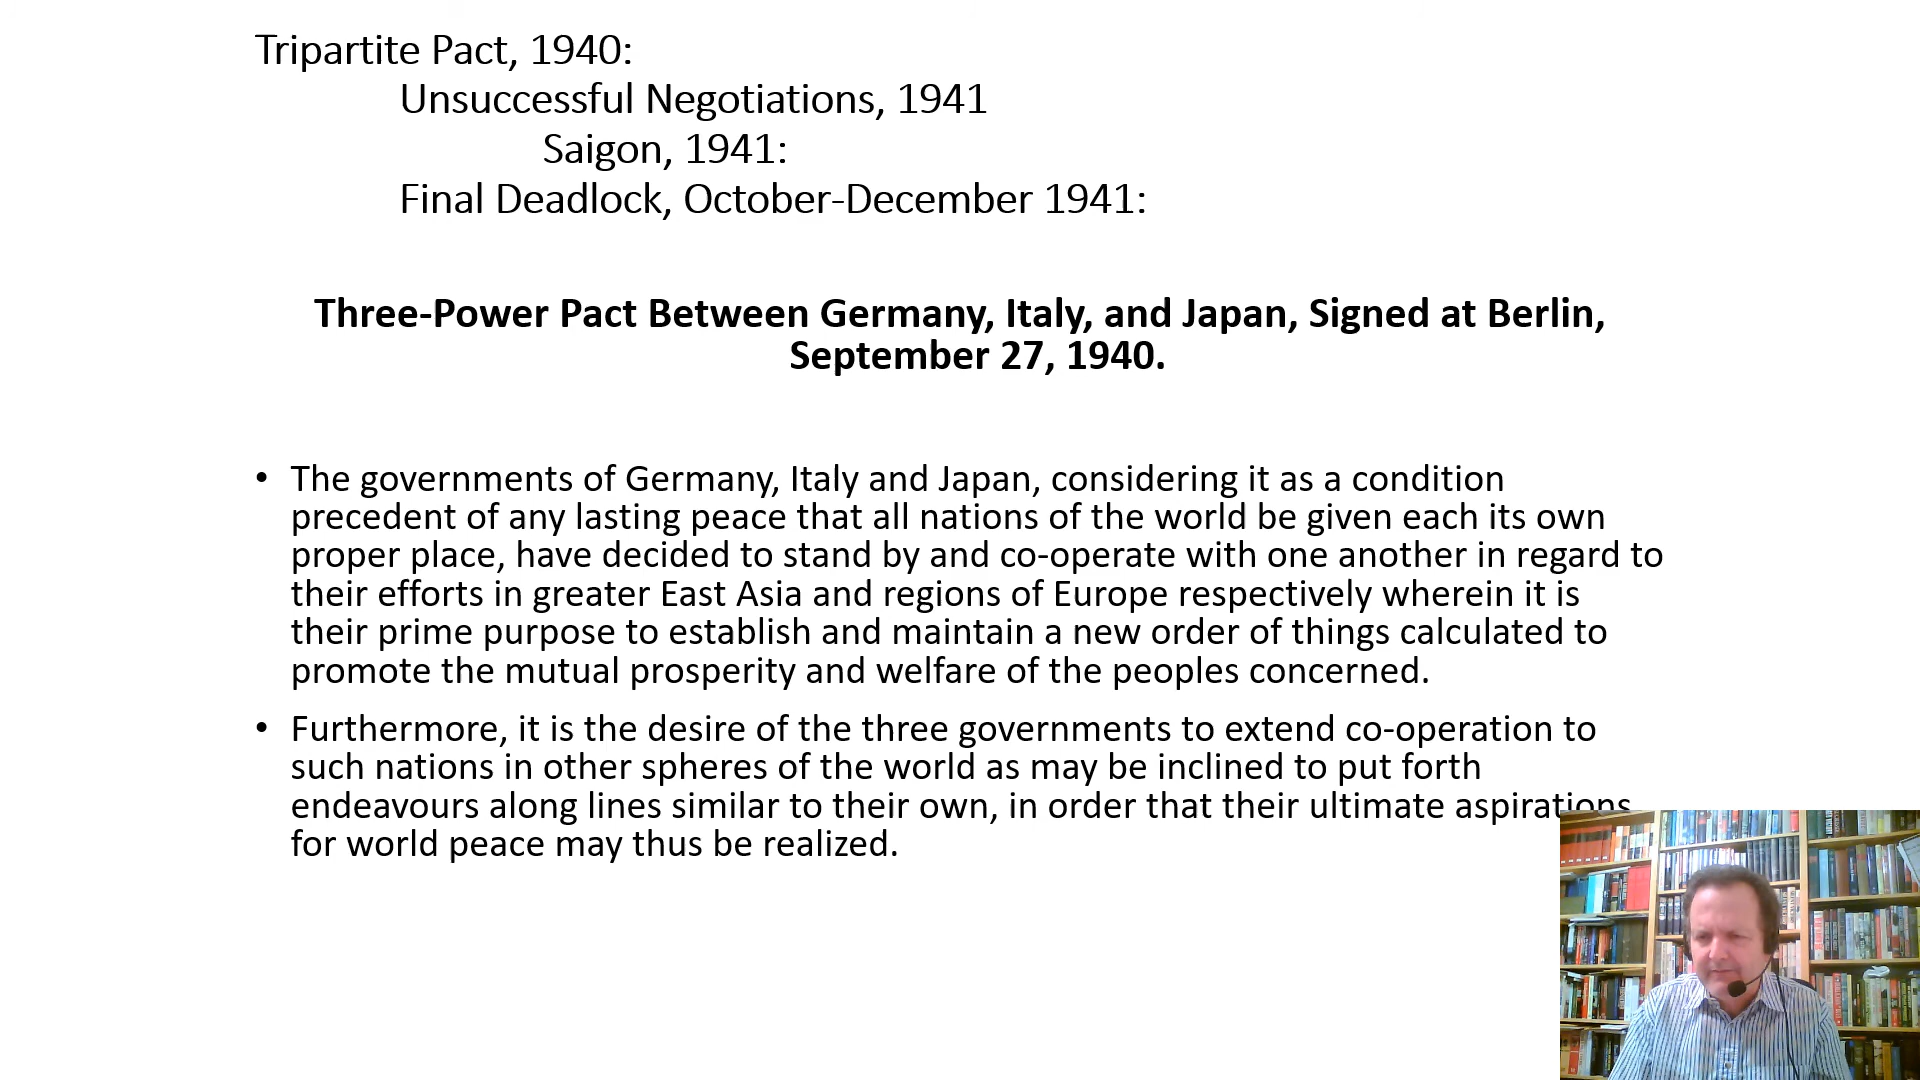 Tripartite Pact, 1940:
Unsuccessful Negotiations, 1941
Saigon, 1941:
Final Deadlock, October-December 1941:
Three-Power Pact Between Germany, Italy, and Japan, Signed at Berlin,
September 27, 1940.
• The governments of Germany, Italy and Japan, considering it as a condition
precedent of any lasting peace that all nations of the world be given each its own
proper place, have decided to stand by and co-operate with one another in regard to
their efforts in greater East Asia and regions of Europe respectively wherein it is
their prime purpose to establish and maintain a new order of things calculated to
promote the mutual prosperity and welfare of the peoples concerned.
• Furthermore, it is the desire of the three governments to extend co-operation to
such nations in other spheres of the world as may be inclined to put forth
endeavours along lines similar to their own, in order that their ultimate aspirations
for world peace may thus be realized.